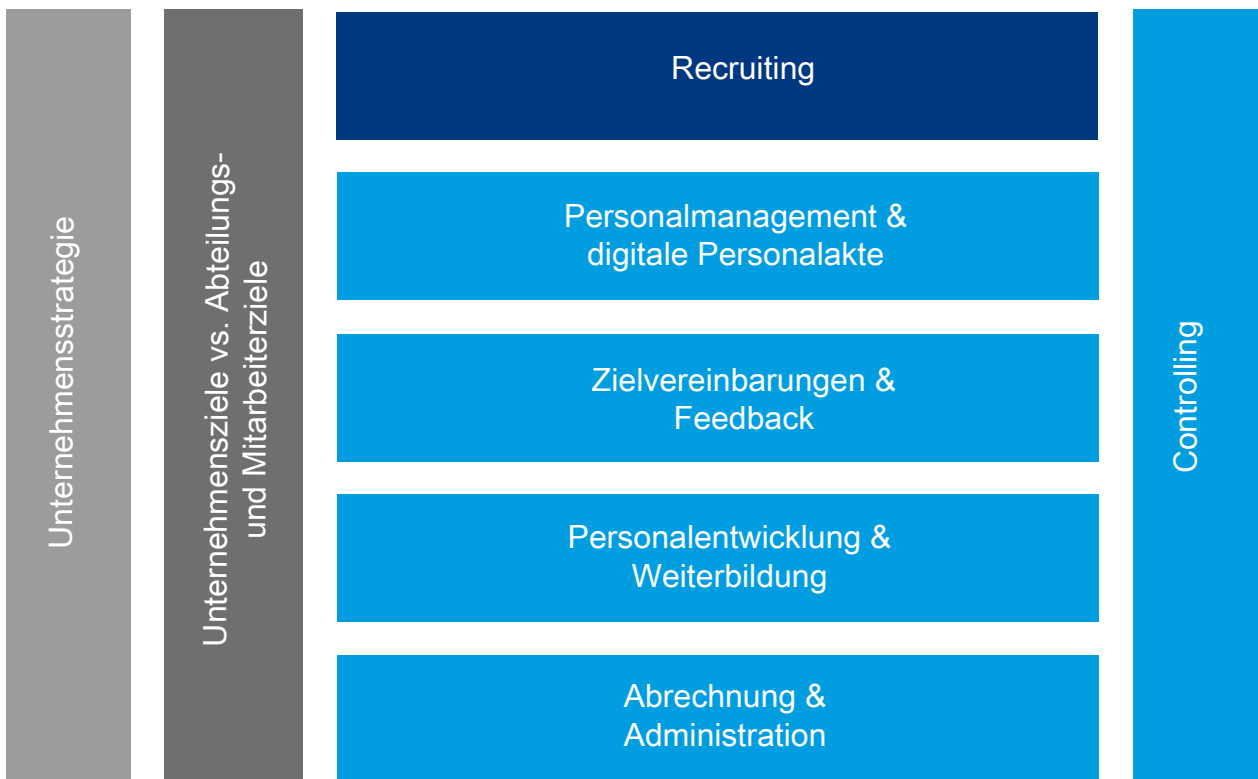 Unternehmensstrategie
Unternehmensziele vs. Abteilungs-
und Mitarbeiterziele
Recruiting
Personalmanagement &
digitale Personalakte
Zielvereinbarungen &
Feedback
Personalentwicklung &
Weiterbildung
Abrechnung &
Administration
Controlling